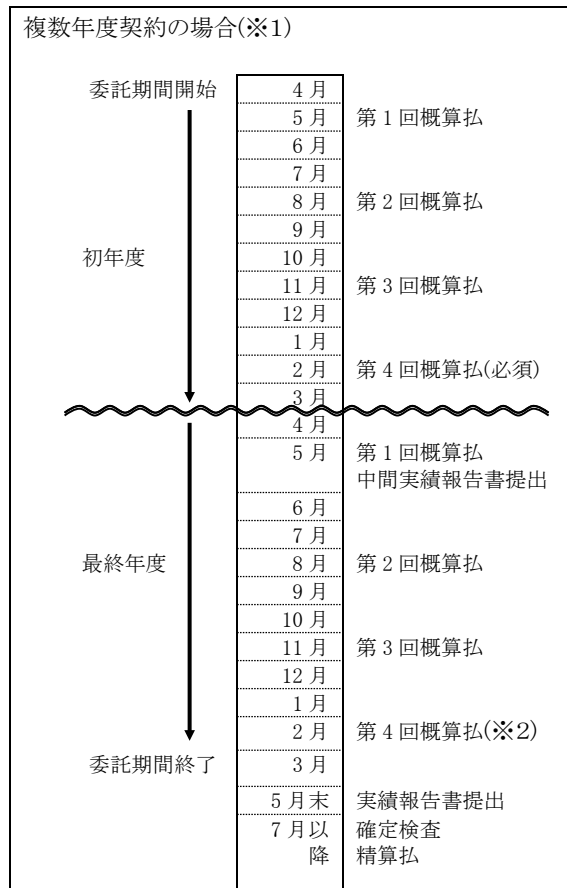 複数年度契約の場合(※1)
委託期間開始 4月
5月 第1回概算払
6月
7月
8月 第2回概算払
9月
初年度 10月
11月 第3回概算払
12月
1月
2月 第4回概算払(必須)
3月
4月
5月 第1回概算払
中間実績報告書提出
6月
7月
最終年度 8月 第2回概算払
9月
10月
11月 第3回概算払
12月
1月
2月 第4回概算払(※2)
委託期間終了 3月
5月末 実績報告書提出
7月以 確定検査
降 精算払